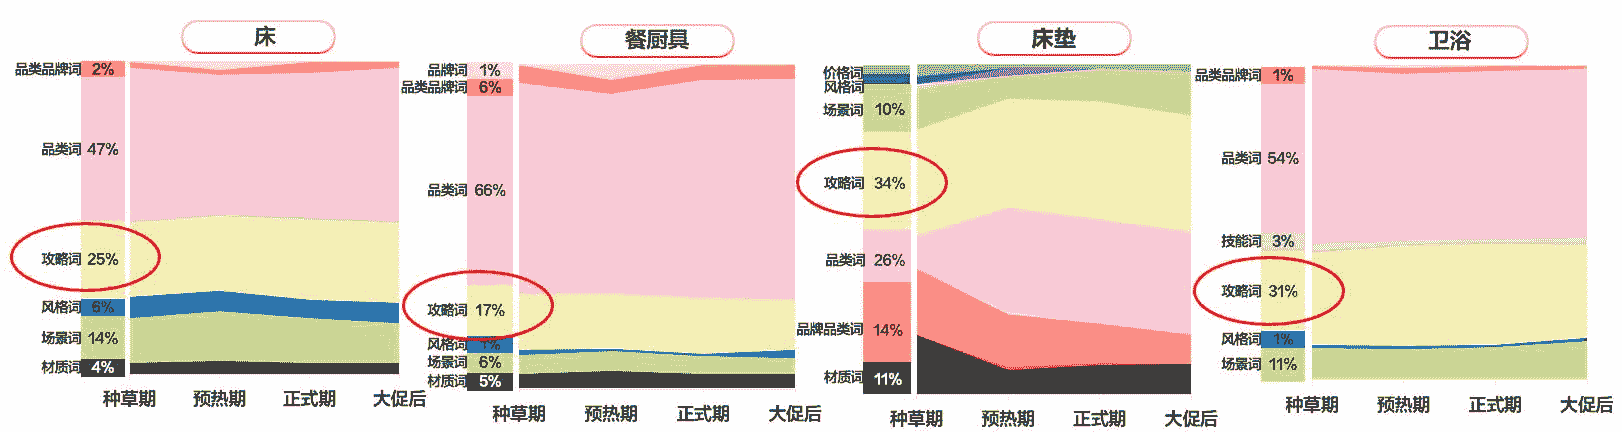 床
品类品牌词 2%
品类词 47%
攻略词 25%
风格词 6%
场景词 14%
材质词 4%
种草期 预热期 正式期 大促后
餐厨具
品牌词 1%
品类品牌词 6%
品类词 66%
攻略词 17%
风格词 1%
场景词 6%
材质词 5%
种草期 预热期 正式期 大促后
床垫
价格词
风格词
场景词 10%
攻略词 34%
品类词 26%
品牌品类词 14%
材质词 11%
种草期 预热期 正式期 大促后
卫浴
品类品牌词 1%
品类词 54%
技能词 3%
攻略词 31%
风格词 1%
场景词 11%
种草期 预热期 正式期 大促后